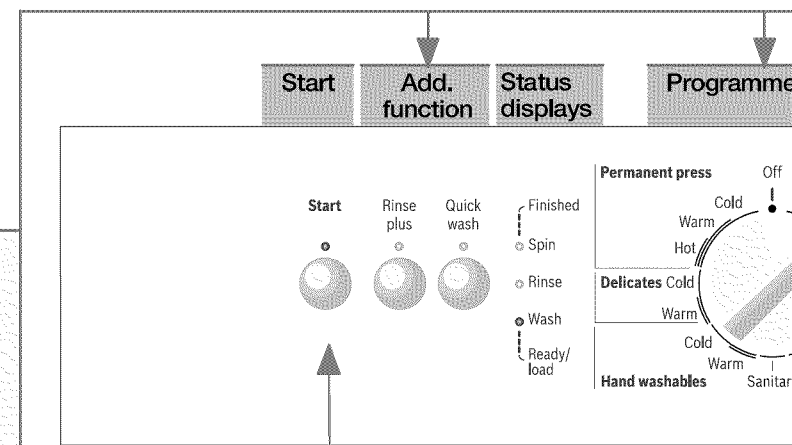 Start
Add.
function
Status
displays
Programme
Start
Rinse
plus
Quick
wash
Finished
Spin
Rinse
Wash
Ready/
load
Permanent press
Off
Cold
Warm
Hot
Delicates Cold
Warm
Cold
Warm
Hand washables
Sanitar